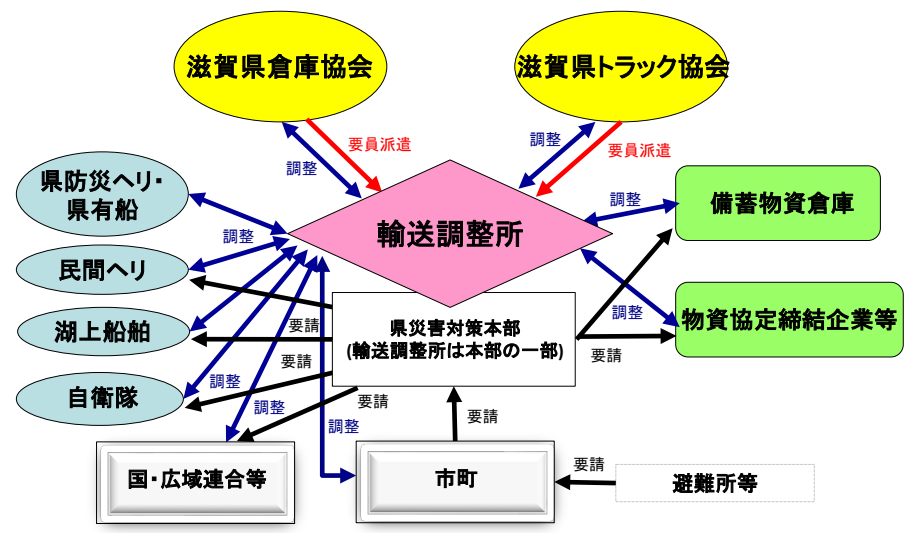 滋賀県倉庫協会
滋賀県トラック協会
要員派遣
調整
調整
要員派遣
県防災ヘリ・
県有船
調整
輸送調整所
調整
備蓄物資倉庫
民間ヘリ
湖上船舶
要請
県災害対策本部
(輸送調整所は本部の一部)
調整
物資協定締結企業等
要請
要請
自衛隊
調整
調整
要請
調整
要請
国・広域連合等
市町
要請
避難所等